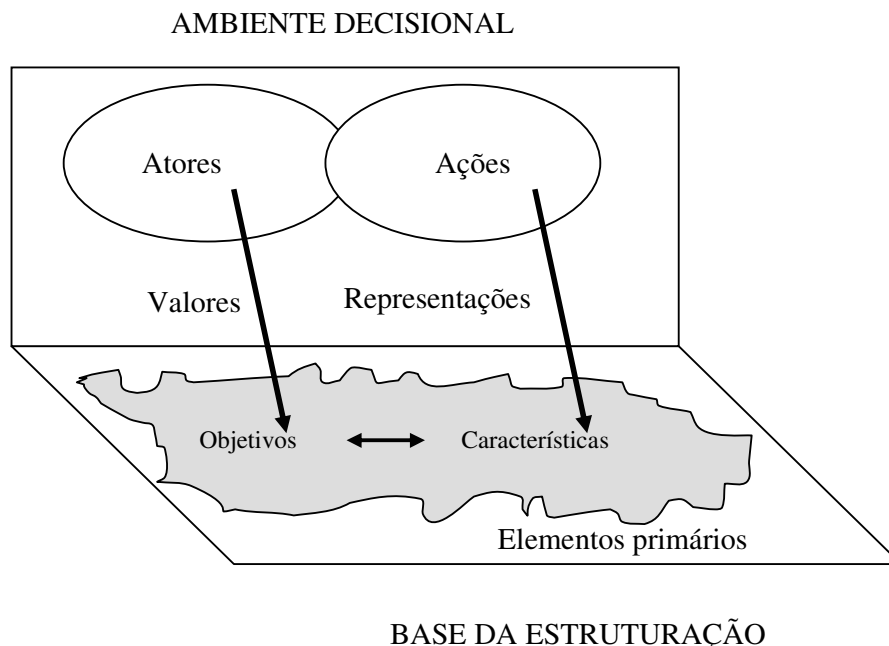 AMBIENTE DECISIONAL
Atores
Ações
Valores
Representações
Objetivos
Características
Elementos primários
BASE DA ESTRUTURAÇÃO